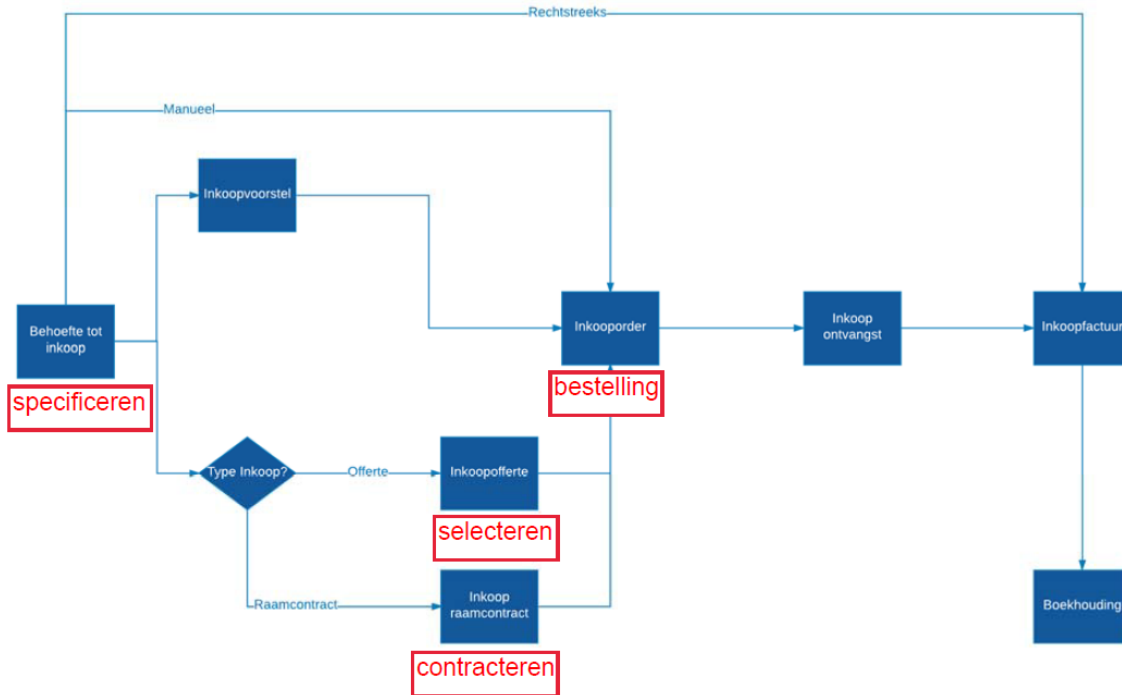 Rechtstreeks
Manueel
Inkoopvoorstel
Behoefte tot
inkoop
specificeren
Inkooporder
bestelling
Inkoop
ontvangst
Inkoopfactuur
Type Inkoop?
Offerte
Inkoopofferte
selecteren
Raamcontract
Inkoop
raamcontract
contracteren
Boekhouding